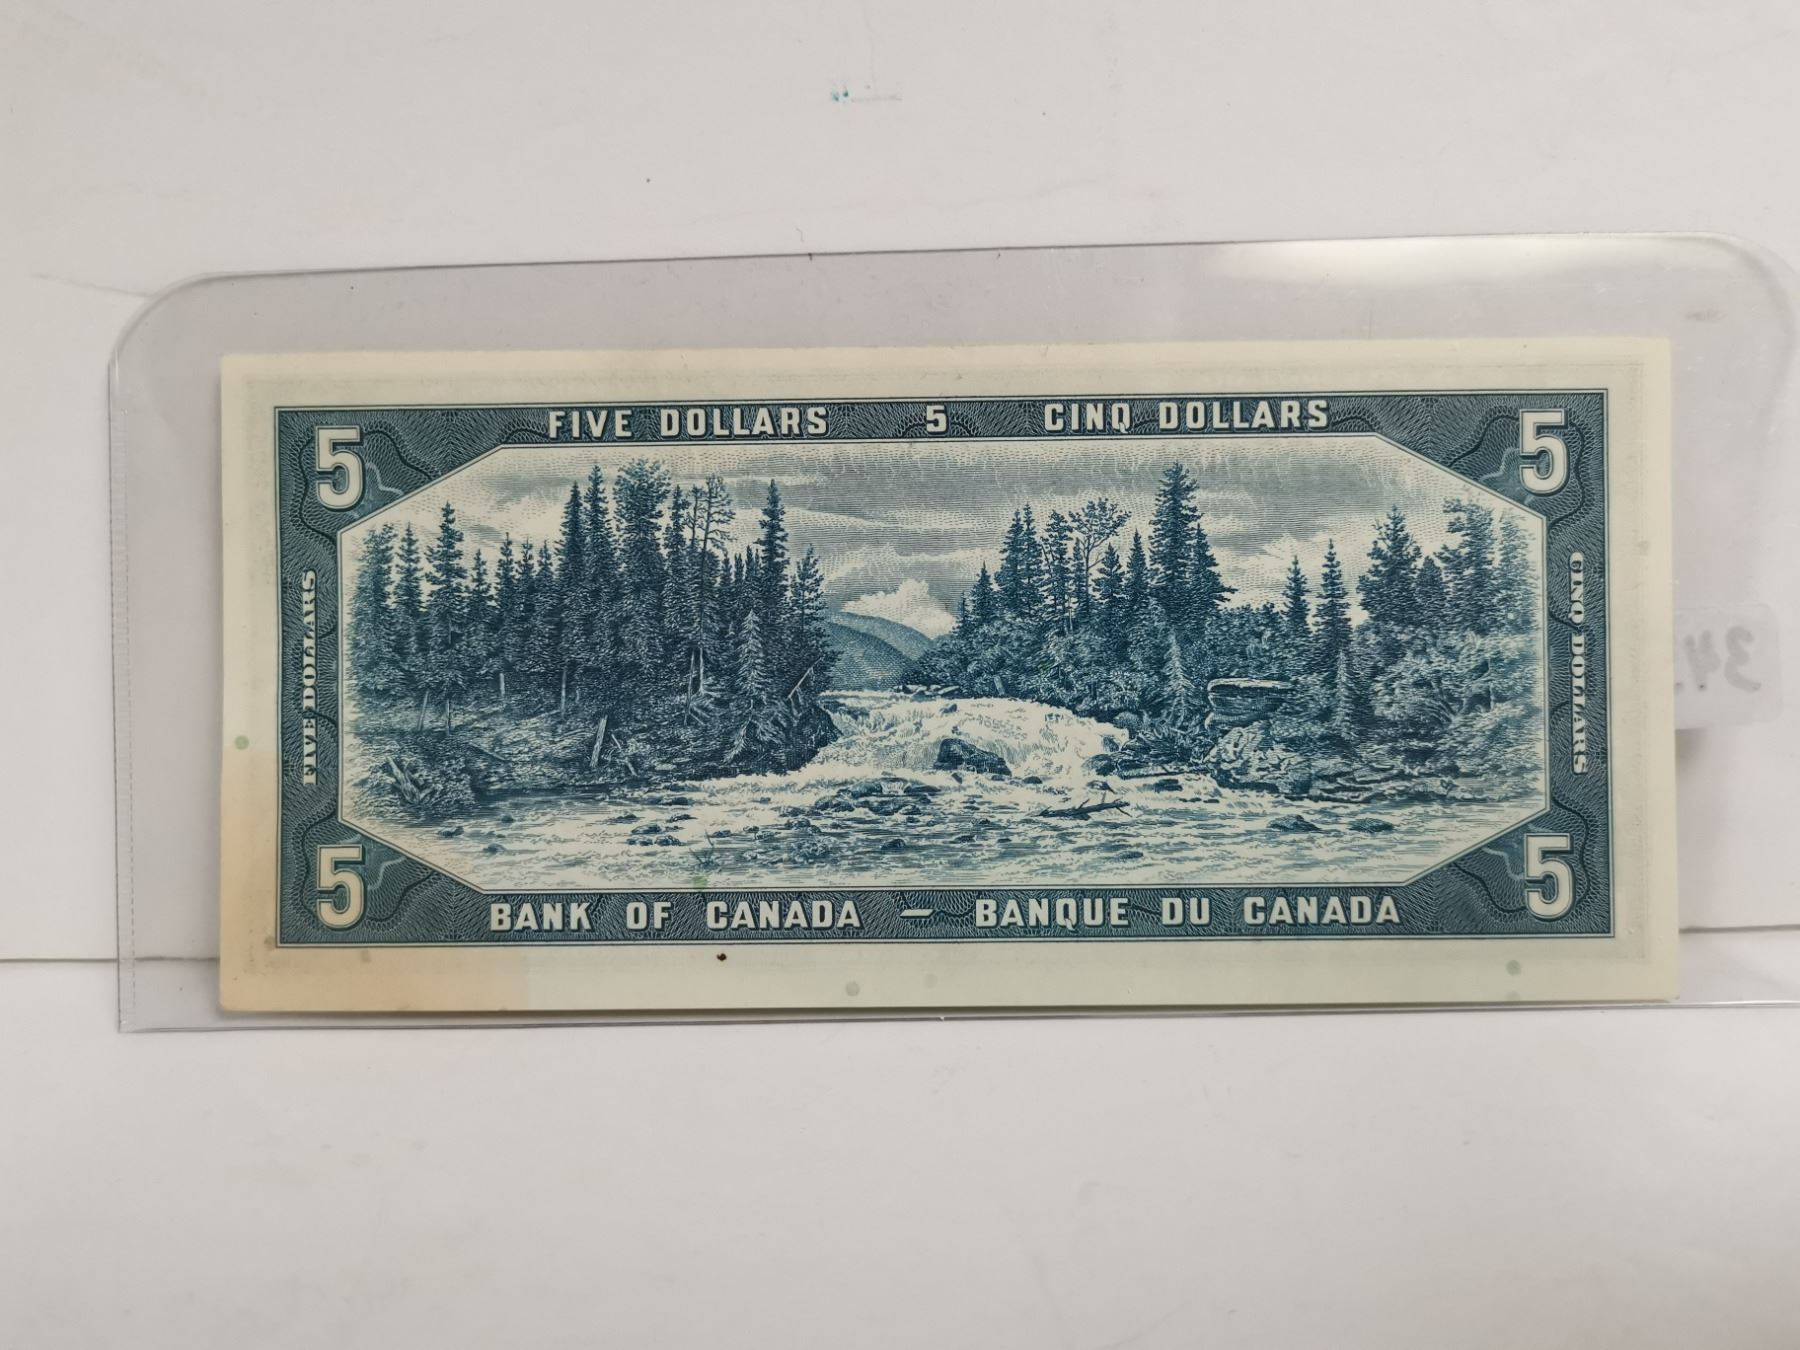 FIVE DOLLARS 5 CINQ DOLLARS
5 5
FIVE DOLLARS
CINQ DOLLARS
5 5
BANK OF CANADA — BANQUE DU CANADA